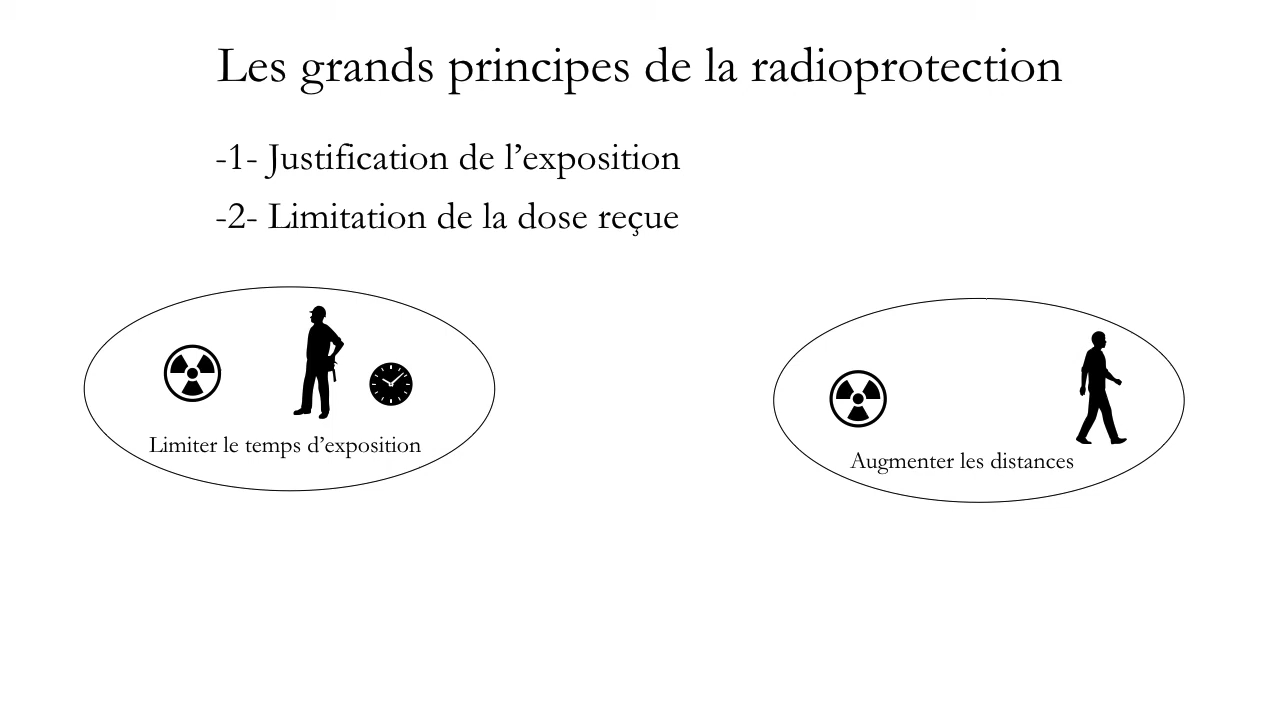 Les grands principes de la radioprotection
-1- Justification de l’exposition
-2- Limitation de la dose reçue
Limiter le temps d’exposition
Augmenter les distances